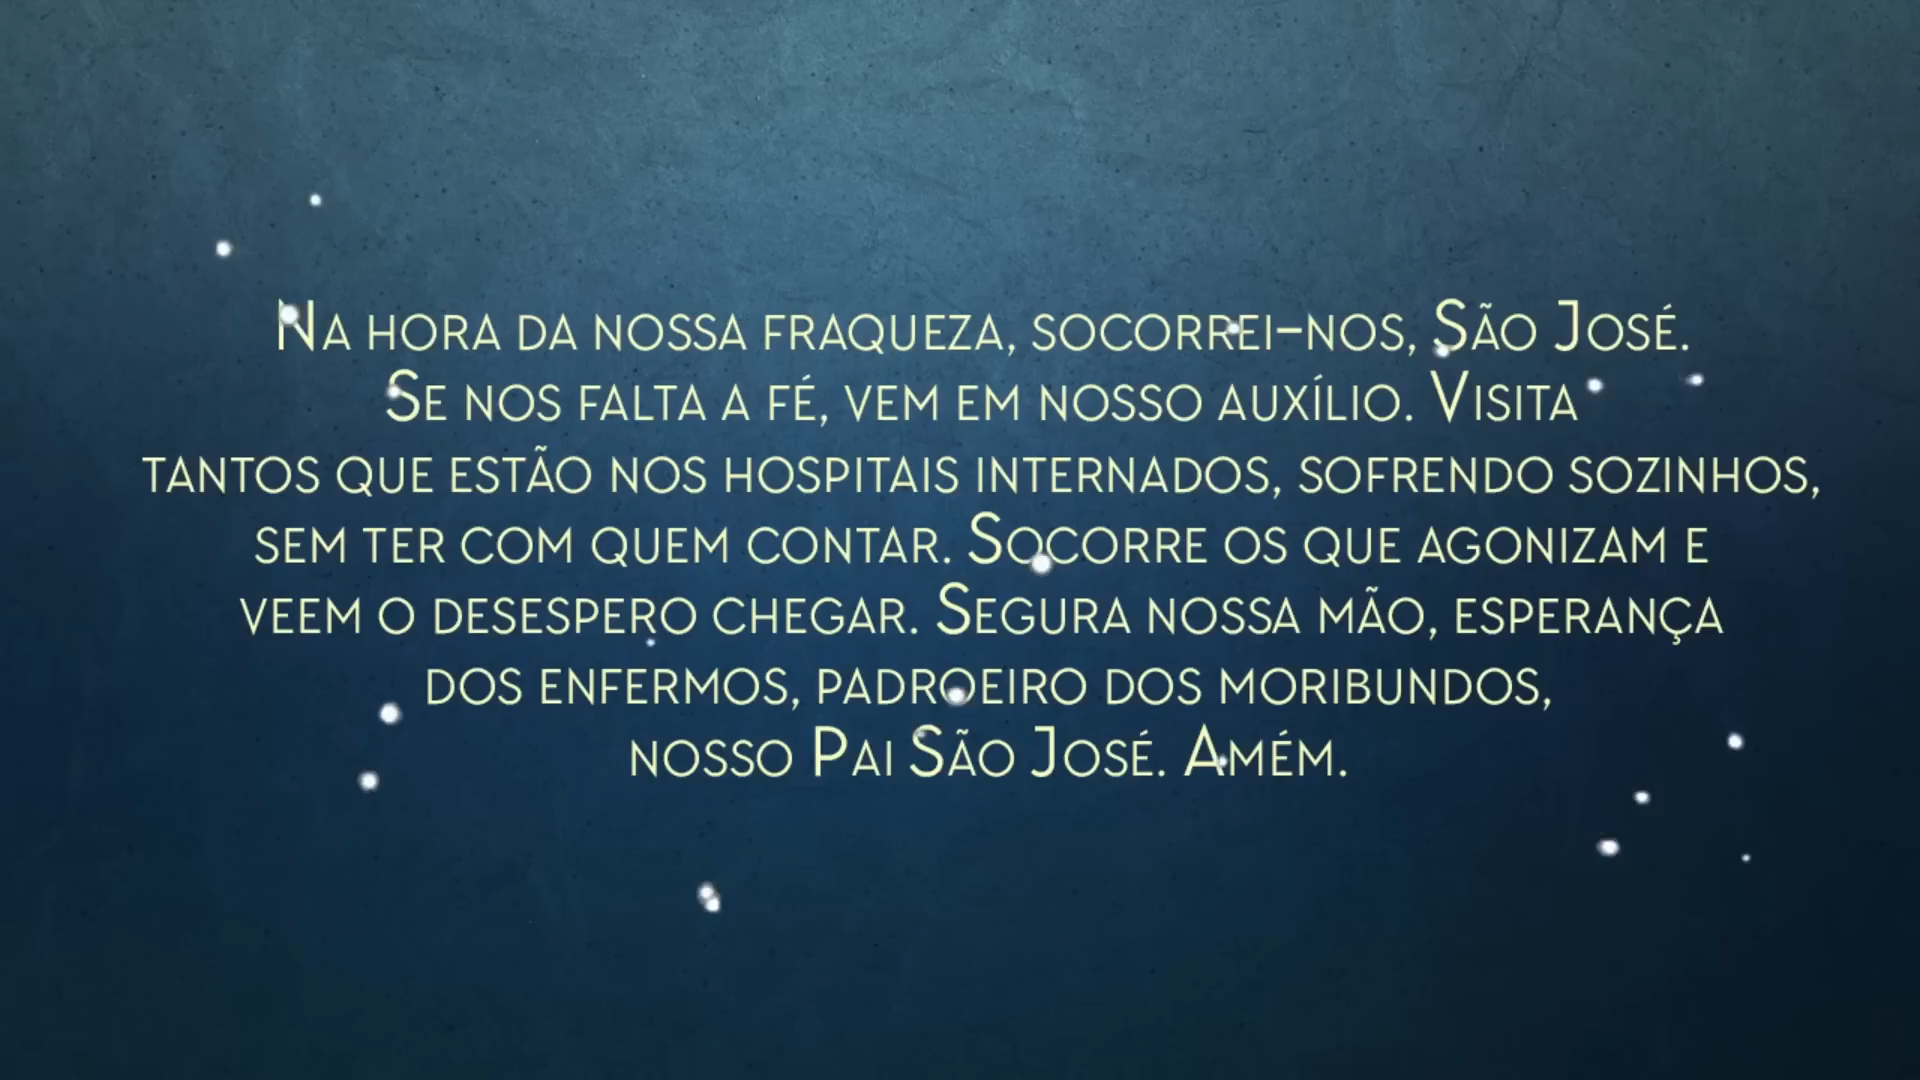 Na hora da nossa fraqueza, socorrei-nos, São José.
Se nos falta a fé, vem em nosso auxílio. Visita
tantos que estão nos hospitais internados, sofrendo sozinhos,
sem ter com quem contar. Socorre os que agonizam e
veem o desespero chegar. Segura nossa mão, esperança
dos enfermos, padroeiro dos moribundos,
nosso Pai São José. Amém.